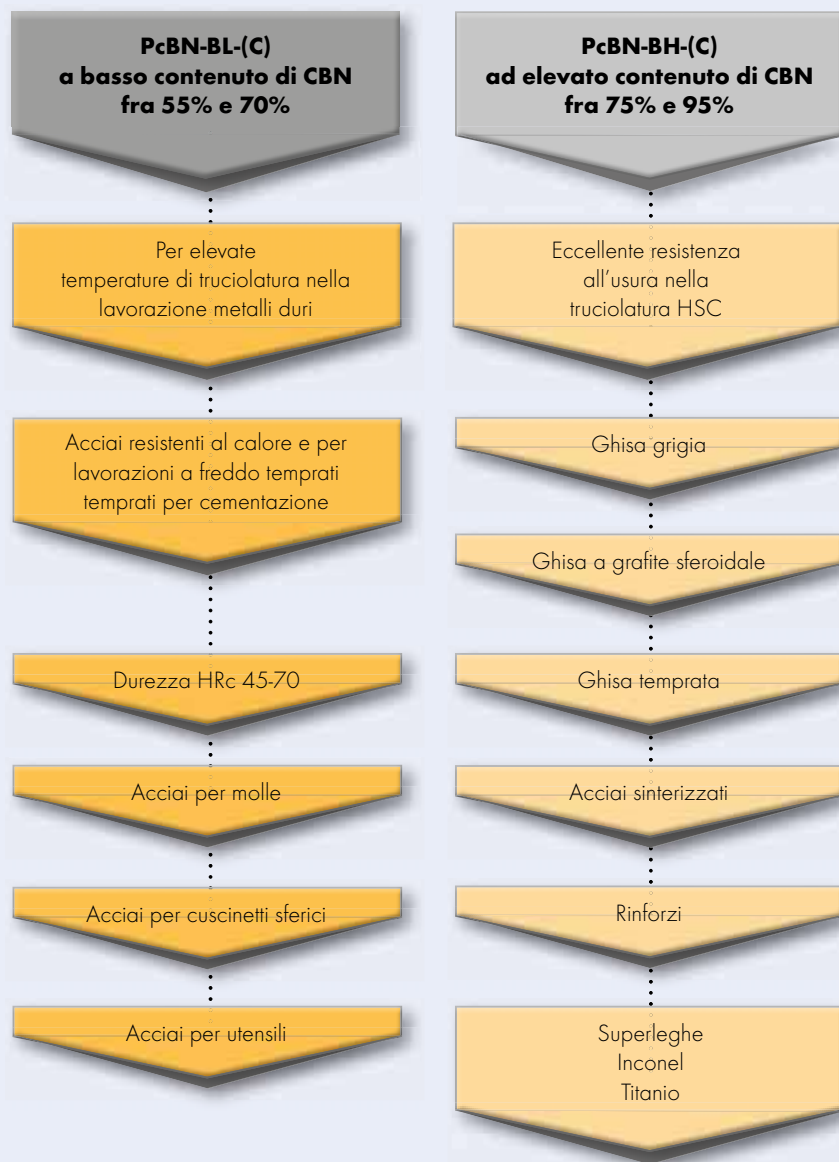 PcBN-BL-(C)
a basso contenuto di CBN
fra 55% e 70%
Per elevate
temperature di truciolatura nella
lavorazione metalli duri
Acciai resistenti al calore e per
lavorazioni a freddo temprati
temprati per cementazione
Durezza HRc 45-70
Acciai per molle
Acciai per cuscinetti sferici
Acciai per utensili
PcBN-BH-(C)
ad elevato contenuto di CBN
fra 75% e 95%
Eccellente resistenza
all’usura nella
truciolatura HSC
Ghisa grigia
Ghisa a grafite sferoidale
Ghisa temprata
Acciai sinterizzati
Rinforzi
Superleghe
Inconel
Titanio